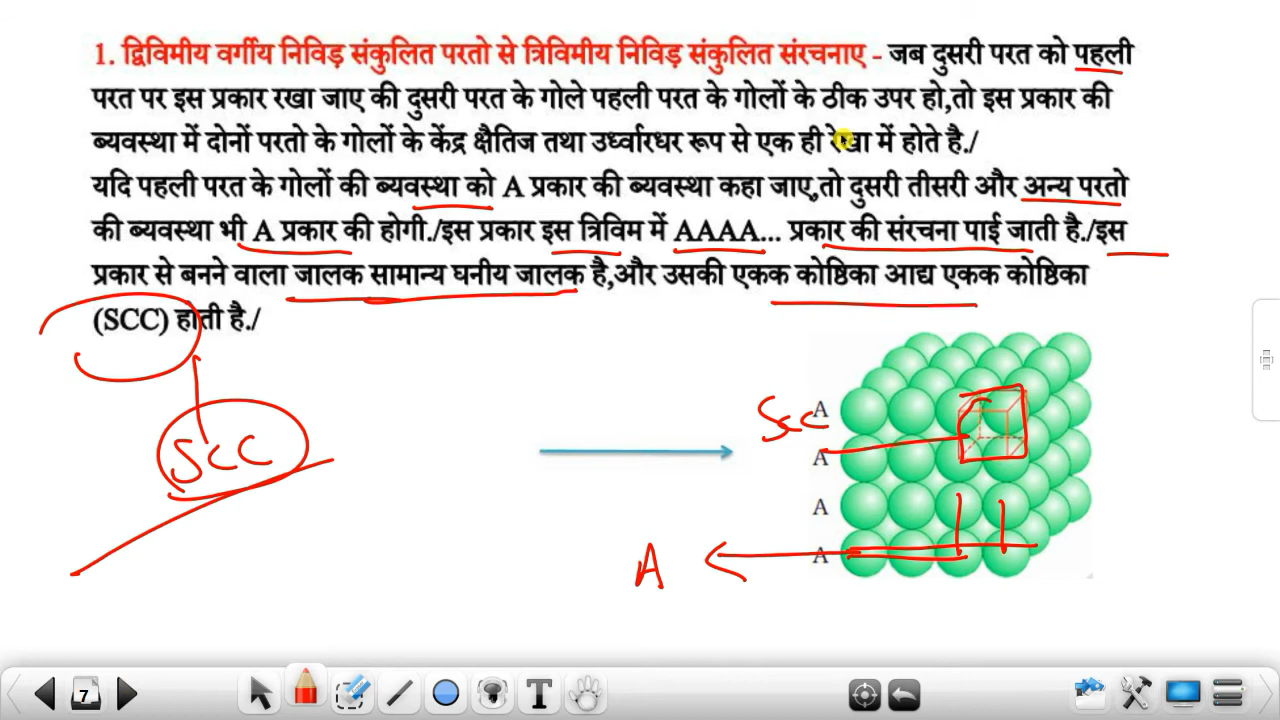 1. द्विविमीय वर्गीय निविड़ संकुलित परतो से त्रिविमीय निविड़ संकुलित संरचनाए - जब दुसरी परत को पहली
परत पर इस प्रकार रखा जाए की दुसरी परत के गोले पहली परत के गोलों के ठीक उपर हो,तो इस प्रकार की
ब्यवस्था में दोनों परतो के गोलों के केंद्र क्षैतिज तथा उर्ध्वारधर रूप से एक ही रेखा में होते है./
यदि पहली परत के गोलों की ब्यवस्था को A प्रकार की ब्यवस्था कहा जाए,तो दुसरी तीसरी और अन्य परतो
की ब्यवस्था भी A प्रकार की होगी./इस प्रकार इस त्रिविम में AAAA... प्रकार की संरचना पाई जाती है./इस
प्रकार से बनने वाला जालक सामान्य घनीय जालक है,और उसकी एकक कोष्ठिका आद्य एकक कोष्ठिका
(SCC) होती है./
SCC
Scc
A
A
A
A
A
7
T